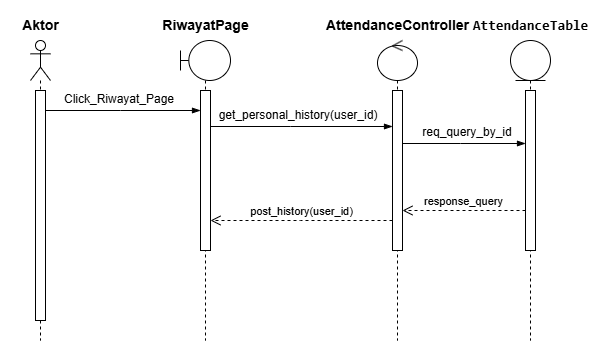 Aktor
RiwayatPage
AttendanceController
AttendanceTable
Click_Riwayat_Page
get_personal_history(user_id)
req_query_by_id
response_query
post_history(user_id)